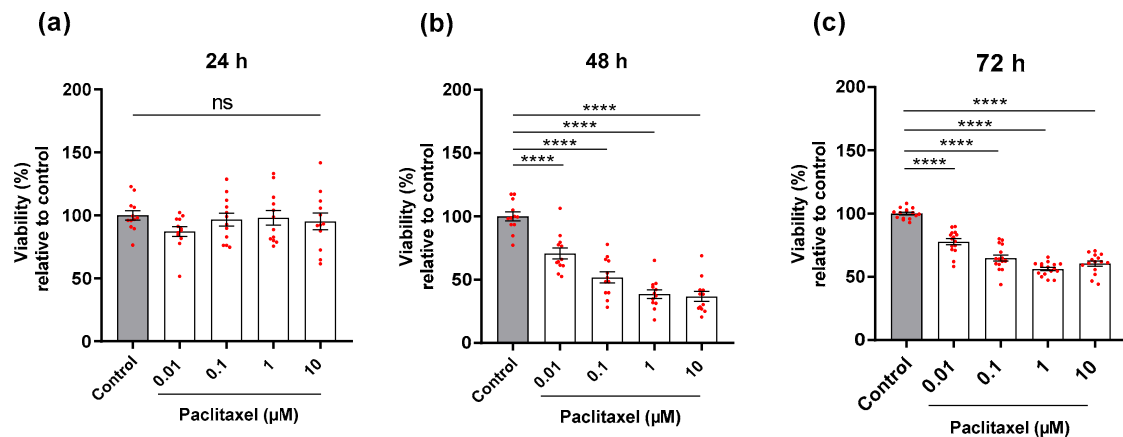 (a)
24 h
200
150
100
50
0
Viability (%)
relative to control
ns
Control
0.01
0.1
1
10
Paclitaxel (µM)
(b)
48 h
200
150
100
50
0
Viability (%)
relative to control
****
****
****
****
Control
0.01
0.1
1
10
Paclitaxel (µM)
(c)
72 h
200
150
100
50
0
Viability (%)
relative to control
****
****
****
****
Control
0.01
0.1
1
10
Paclitaxel (µM)